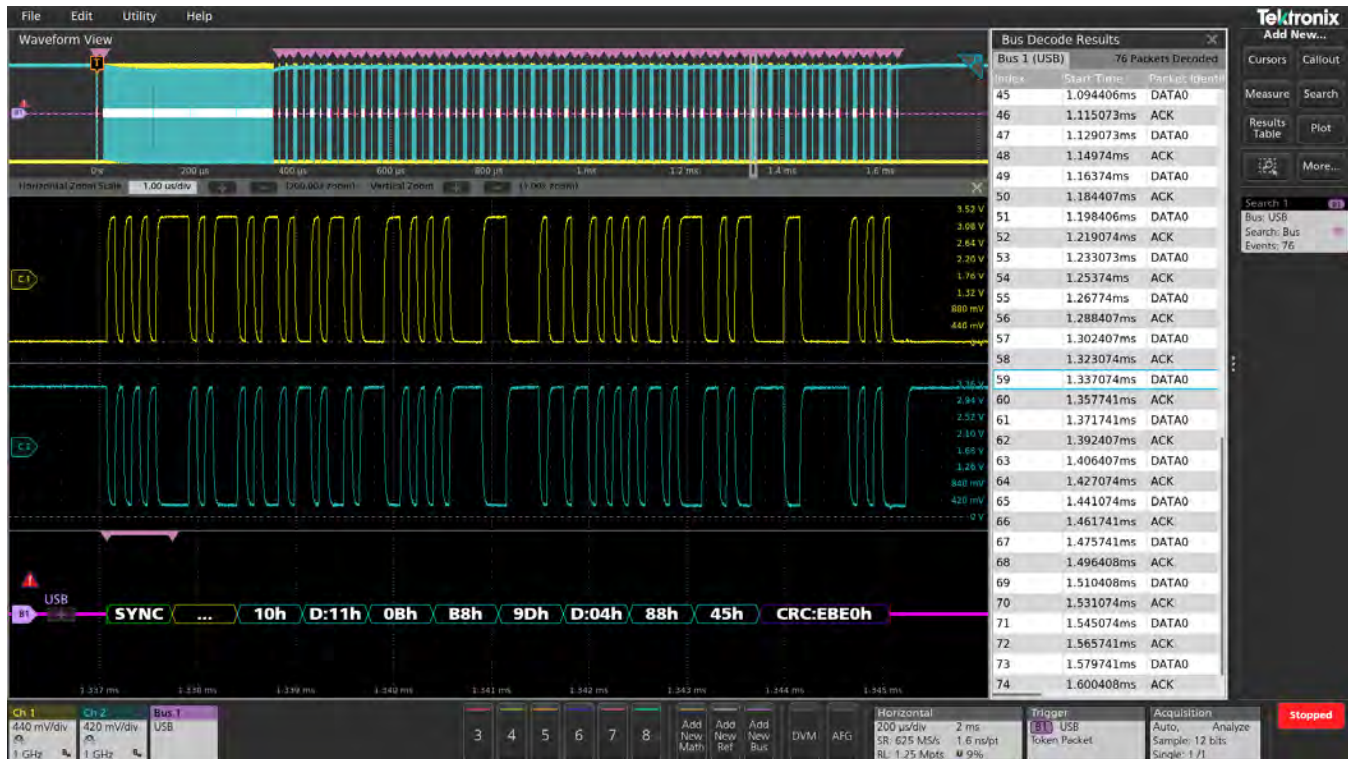 File Edit Utility Help
Tektronix
Waveform View
Add New...
Cursors Callout
Measure Search
Results Table Plot
More...
Search 1 B1
Bus: USB
Search: Bus
Events: 76
T
B1
0 s 200 µs 400 µs 600 µs 800 µs 1 ms 1.2 ms 1.4 ms 1.6 ms
Horizontal Zoom Scale 1.00 us/div Vertical Zoom
3.52 V
3.08 V
2.64 V
2.20 V
1.76 V
1.32 V
880 mV
440 mV
0 V
C1
3.36 V
2.94 V
2.52 V
2.10 V
1.68 V
1.26 V
840 mV
420 mV
0 V
C2
USB
B1
SYNC ... 10h D:11h 0Bh B8h 9Dh D:04h 88h 45h CRC:EBE0h
1.337 ms 1.338 ms 1.339 ms 1.340 ms 1.341 ms 1.342 ms 1.343 ms 1.344 ms 1.345 ms
Bus Decode Results
Bus 1 (USB) 76 Packets Decoded
Index Start Time Packet Identifi
45 1.094406ms DATA0
46 1.115073ms ACK
47 1.129073ms DATA0
48 1.14974ms ACK
49 1.16374ms DATA0
50 1.184407ms ACK
51 1.198406ms DATA0
52 1.219074ms ACK
53 1.233073ms DATA0
54 1.25374ms ACK
55 1.26774ms DATA0
56 1.288407ms ACK
57 1.302407ms DATA0
58 1.323074ms ACK
59 1.337074ms DATA0
60 1.357741ms ACK
61 1.371741ms DATA0
62 1.392407ms ACK
63 1.406407ms DATA0
64 1.427074ms ACK
65 1.441074ms DATA0
66 1.461741ms ACK
67 1.475741ms DATA0
68 1.496408ms ACK
69 1.510408ms DATA0
70 1.531074ms ACK
71 1.545074ms DATA0
72 1.565741ms ACK
73 1.579741ms DATA0
74 1.600408ms ACK
Ch 1
440 mV/div
1 GHz
Ch 2
420 mV/div
1 GHz
Bus 1
USB
3 4 5 6 7 8
Add New Math
Add New Ref
Add New Bus
DVM AFG
Horizontal
200 µs/div 2 ms
SR: 625 MS/s 1.6 ns/pt
RL: 1.25 Mpts 9%
Trigger
B1 USB
Token Packet
Acquisition
Auto, Analyze
Sample: 12 bits
Single: 1 /1
Stopped